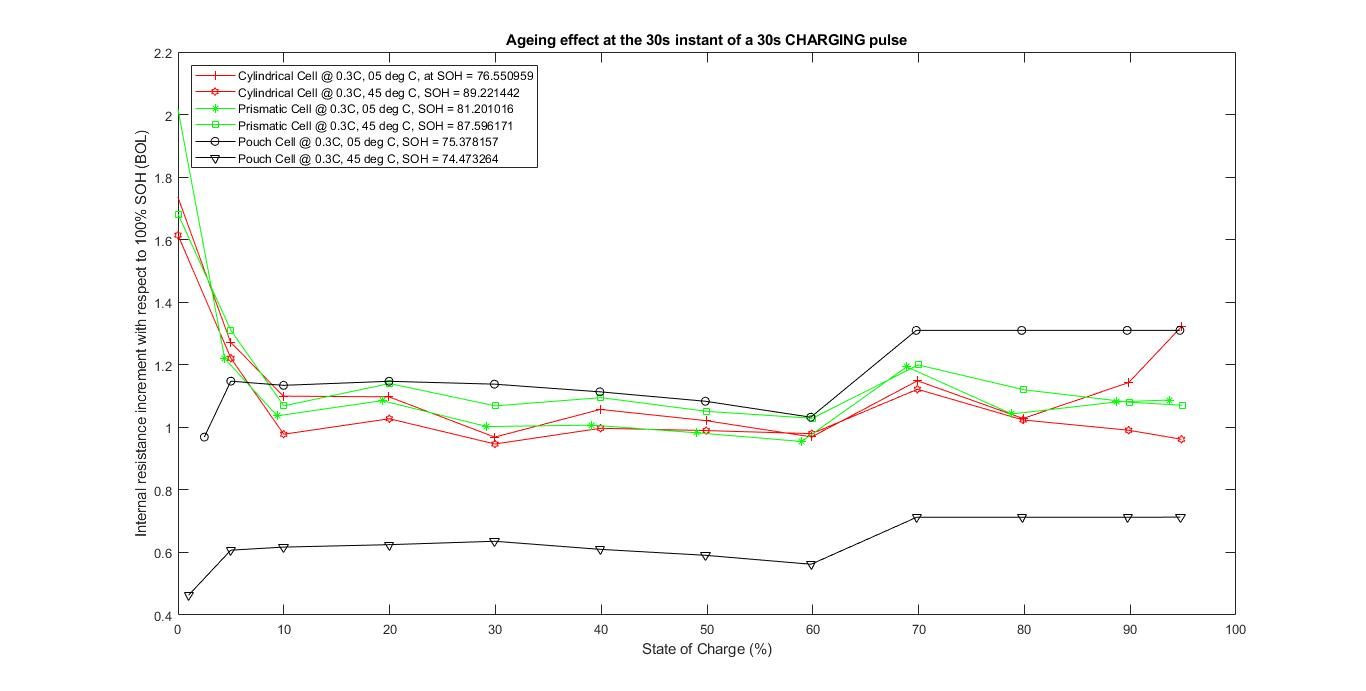 Ageing effect at the 30s instant of a 30s CHARGING pulse
2.2
2
1.8
1.6
1.4
1.2
1
0.8
0.6
0.4
Internal resistance increment with respect to 100% SOH (BOL)
Cylindrical Cell @ 0.3C, 05 deg C, at SOH = 76.550959
Cylindrical Cell @ 0.3C, 45 deg C, SOH = 89.221442
Prismatic Cell @ 0.3C, 05 deg C, SOH = 81.201016
Prismatic Cell @ 0.3C, 45 deg C, SOH = 87.596171
Pouch Cell @ 0.3C, 05 deg C, SOH = 75.378157
Pouch Cell @ 0.3C, 45 deg C, SOH = 74.473264
0 10 20 30 40 50 60 70 80 90 100
State of Charge (%)